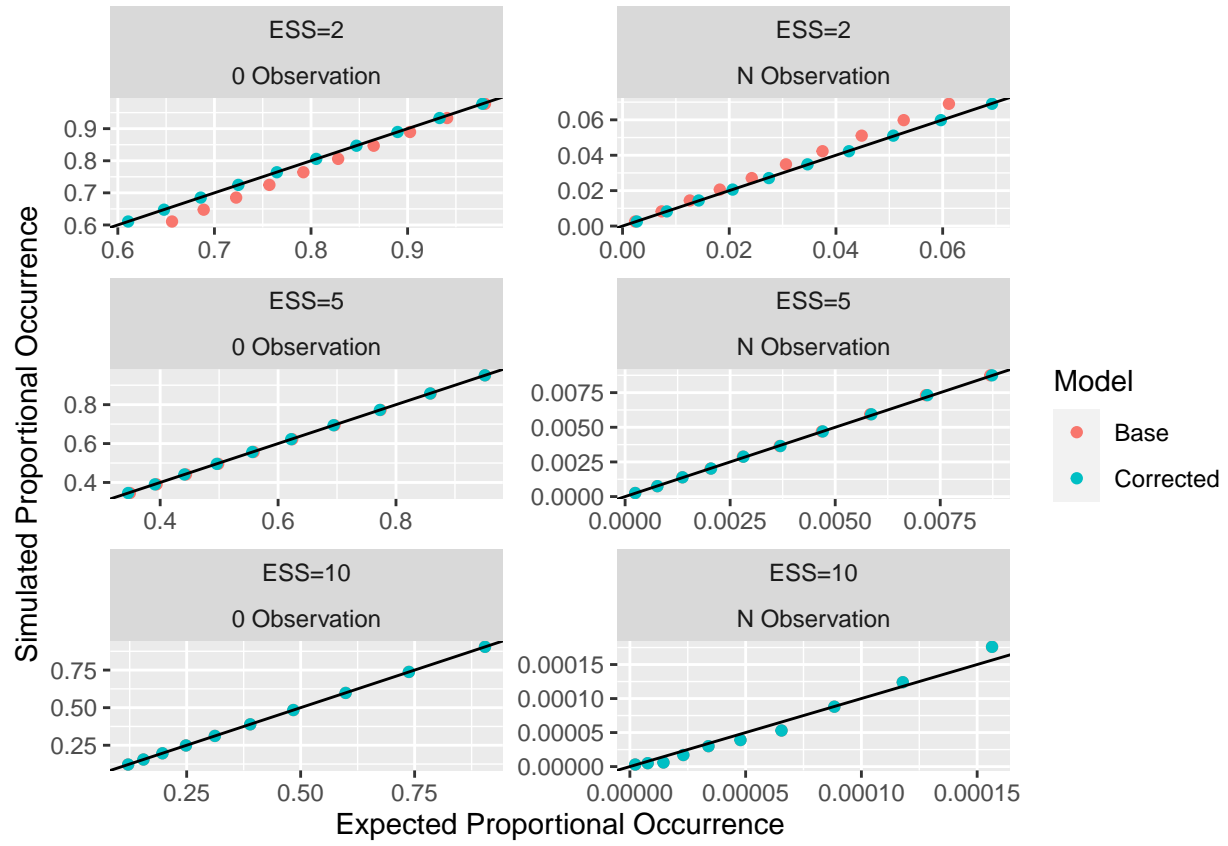 ESS=2
0 Observation
ESS=2
N Observation
0.9
0.8
0.7
0.6
0.6 0.7 0.8 0.9
0.06
0.04
0.02
0.00
0.00 0.02 0.04 0.06
ESS=5
0 Observation
ESS=5
N Observation
0.8
0.6
0.4
0.4 0.6 0.8
0.0075
0.0050
0.0025
0.0000
0.0000 0.0025 0.0050 0.0075
ESS=10
0 Observation
ESS=10
N Observation
0.75
0.50
0.25
0.25 0.50 0.75
0.00015
0.00010
0.00005
0.00000
0.00000 0.00005 0.00010 0.00015
Simulated Proportional Occurrence
Expected Proportional Occurrence
Model
Base
Corrected